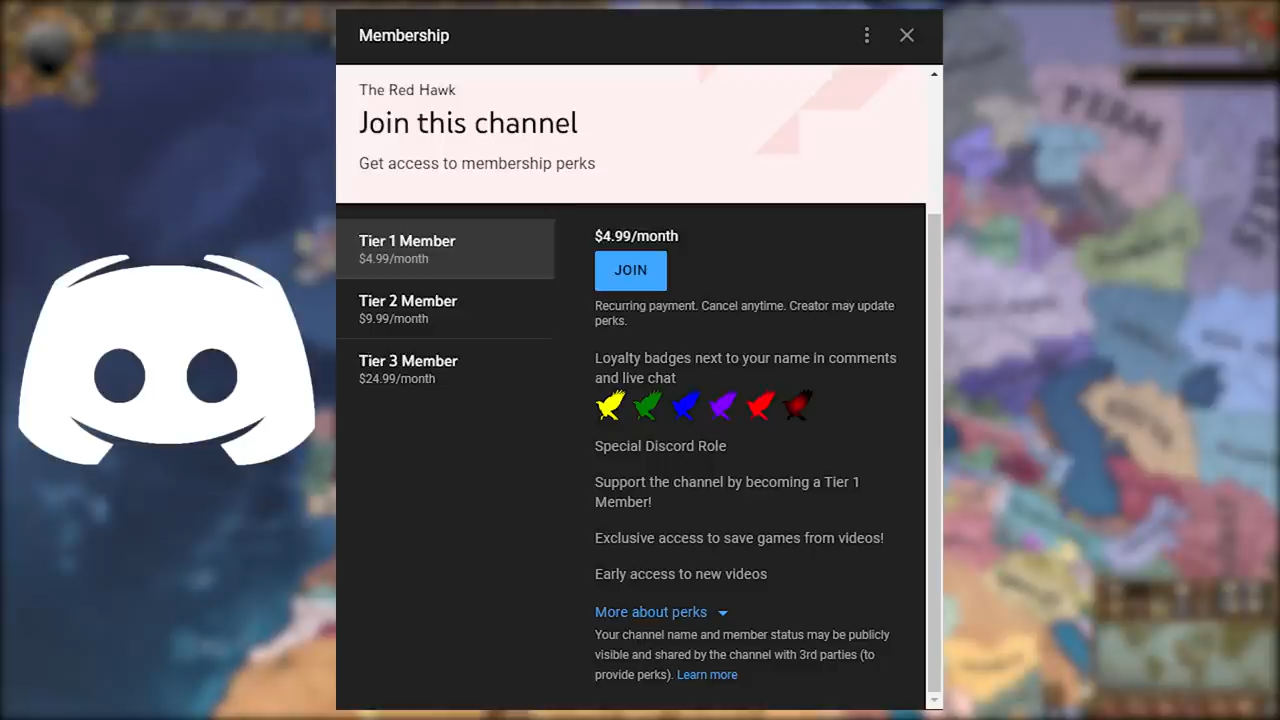 Membership
The Red Hawk
Join this channel
Get access to membership perks
Tier 1 Member
$4.99/month
Tier 2 Member
$9.99/month
Tier 3 Member
$24.99/month
$4.99/month
JOIN
Recurring payment. Cancel anytime. Creator may update
perks.
Loyalty badges next to your name in comments
and live chat
Special Discord Role
Support the channel by becoming a Tier 1
Member!
Exclusive access to save games from videos!
Early access to new videos
More about perks
Your channel name and member status may be publicly
visible and shared by the channel with 3rd parties (to
provide perks). Learn more
PERM